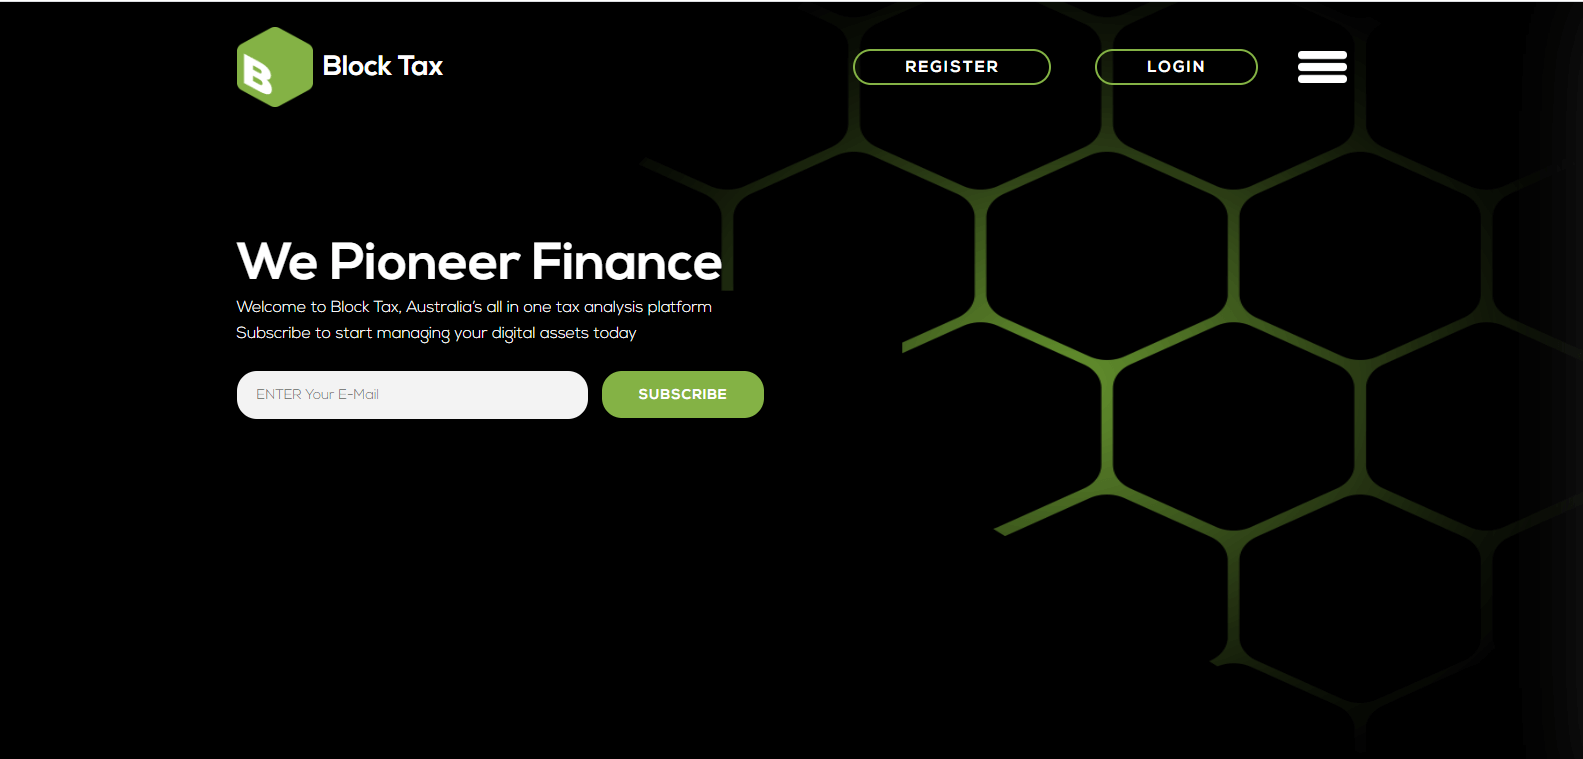 B
Block Tax
REGISTER
LOGIN
We Pioneer Finance
Welcome to Block Tax, Australia's all in one tax analysis platform
Subscribe to start managing your digital assets today
ENTER Your E-Mail
SUBSCRIBE